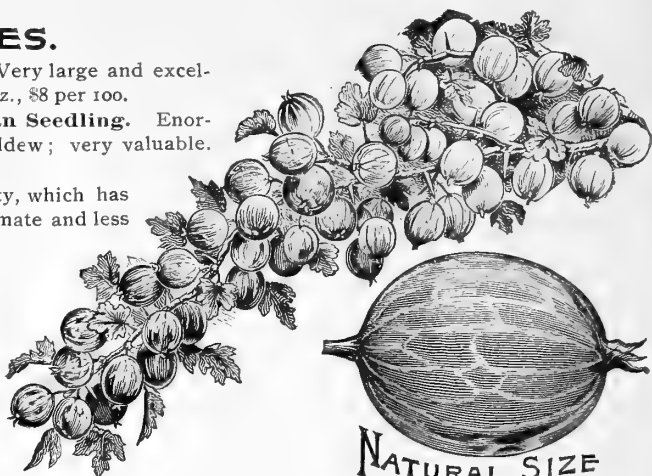 ES.
Very large and excel-
z., $8 per 100.
n Seedling. Enor-
ldew; very valuable.
ty, which has
mate and less
NATURAL SIZE